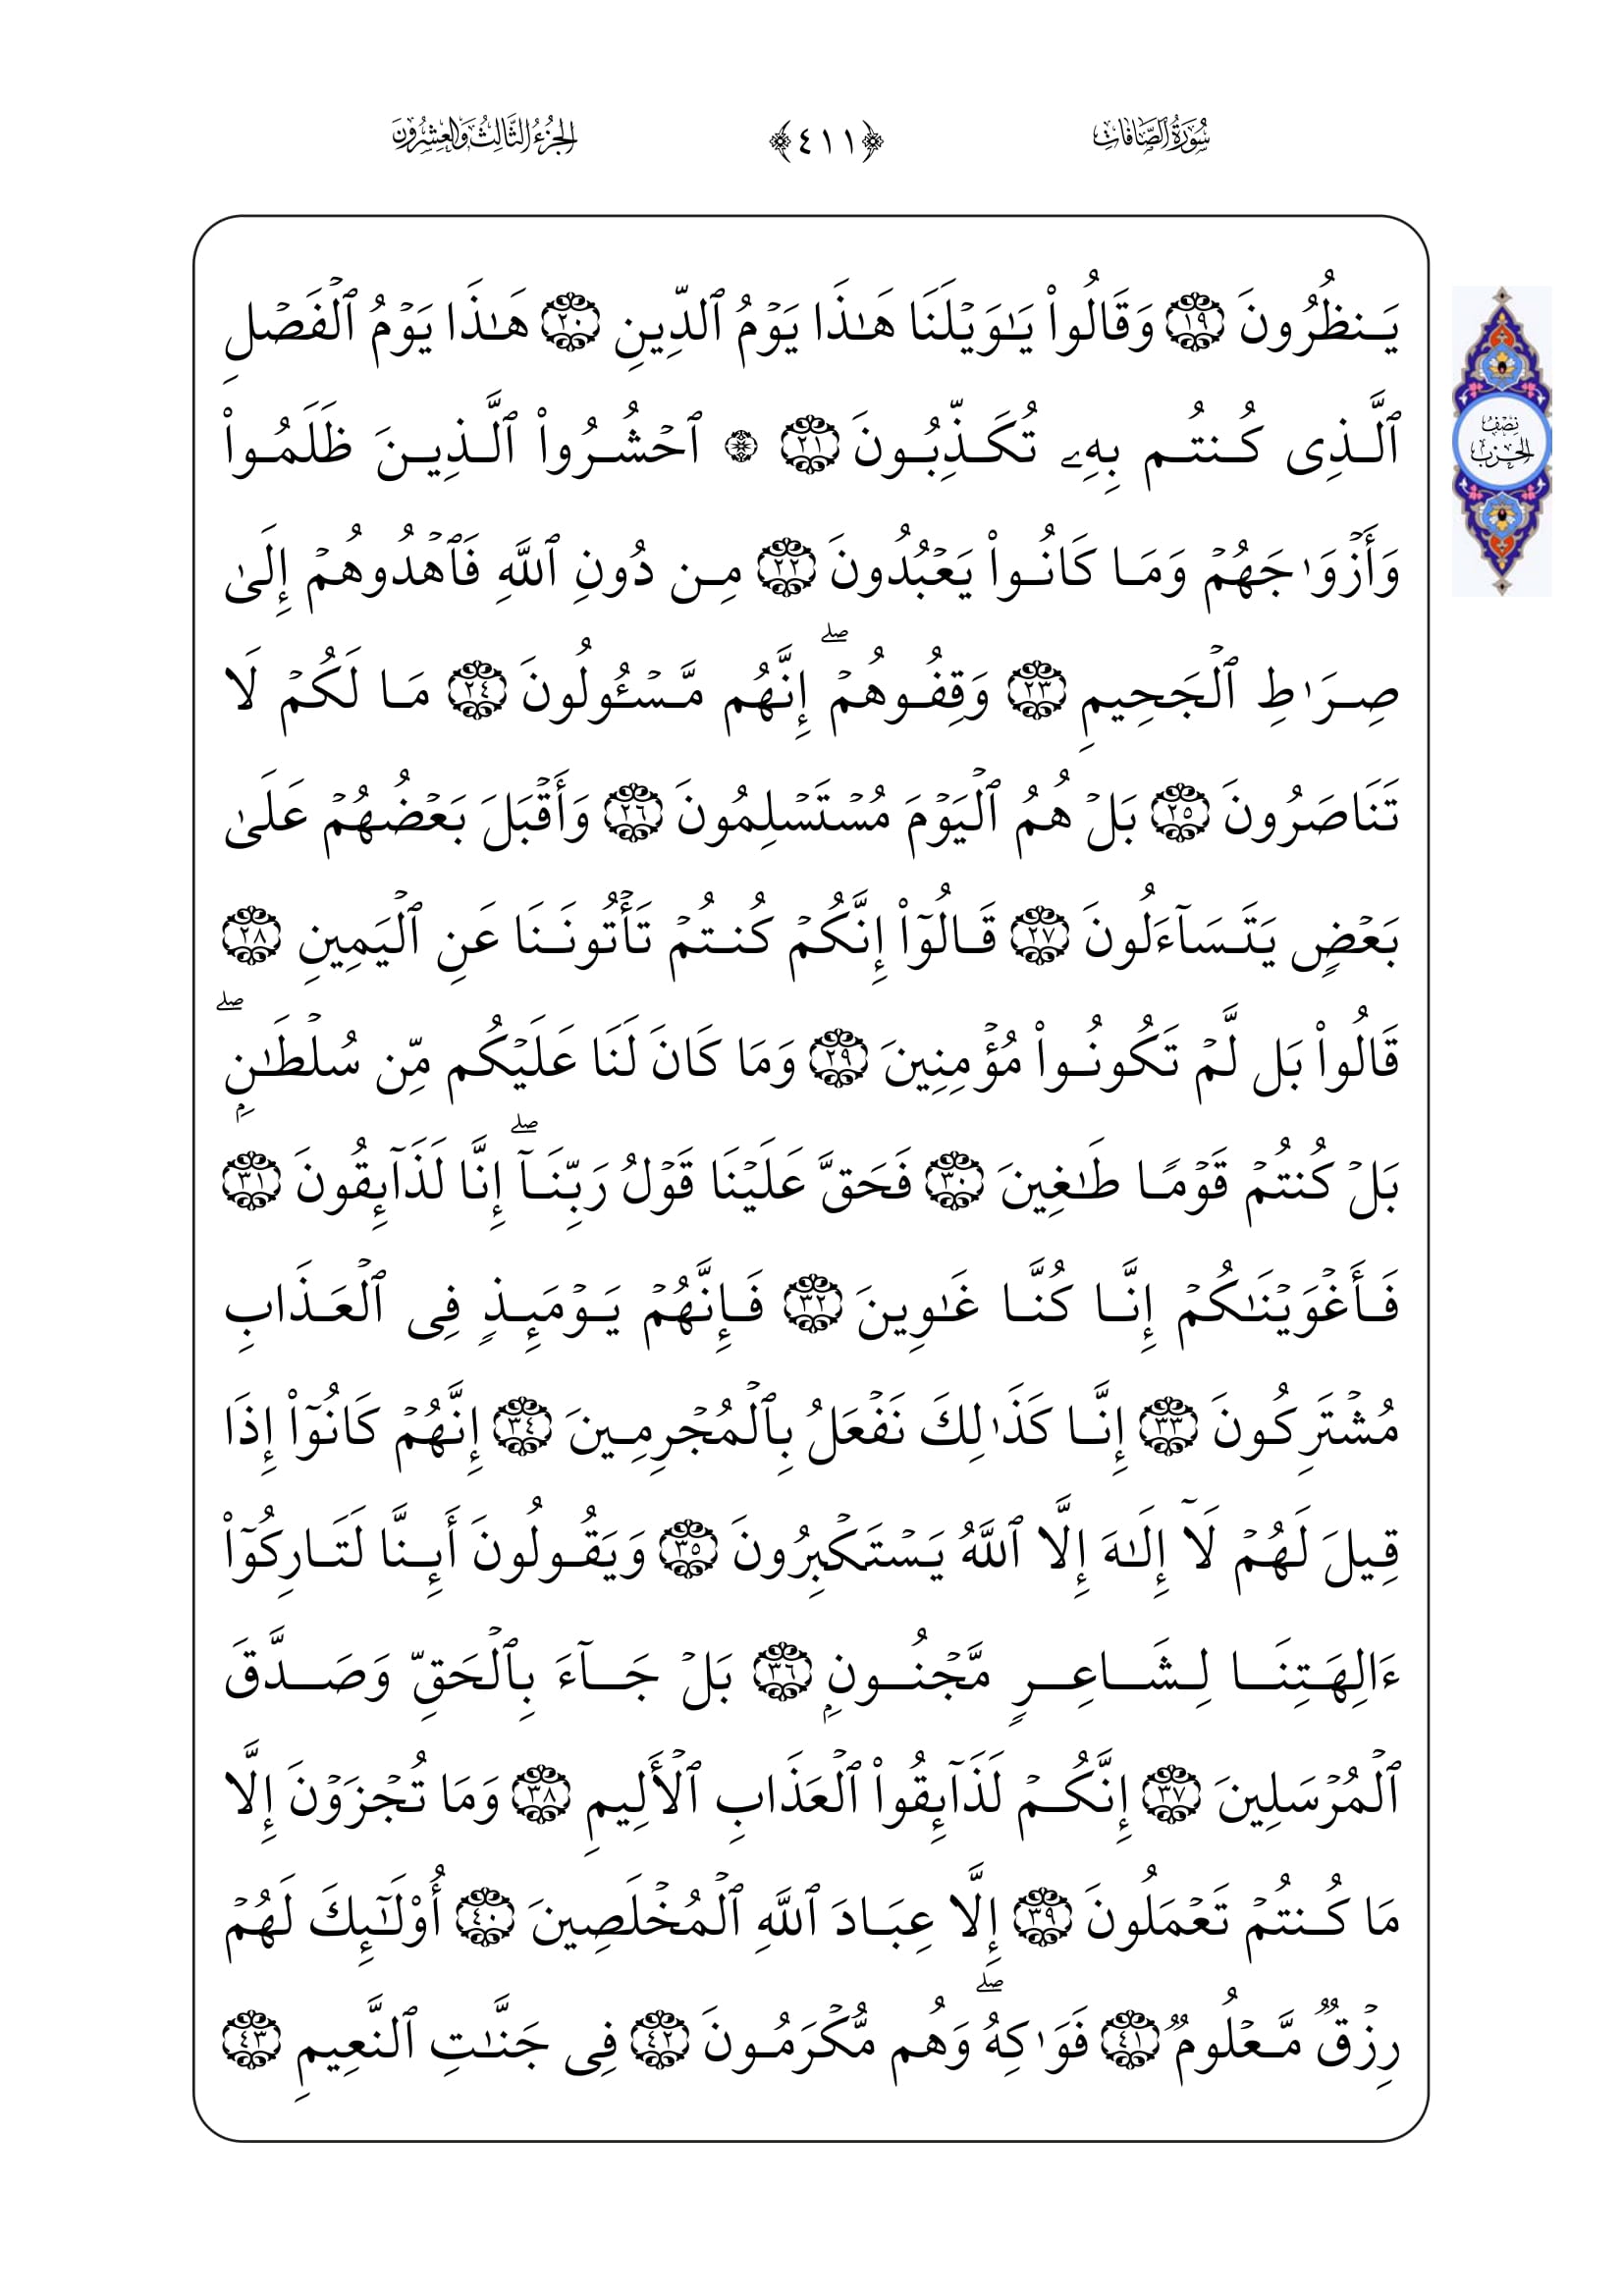 سُورَةُ الصَّافَّاتِ
﴿٤١١﴾
الجُزْءُ الثَّالِثُ وَالعِشْرُونَ
يَنظُرُونَ ١٩ وَقَالُوا۟ يَـٰوَيْلَنَا هَـٰذَا يَوْمُ ٱلدِّينِ ٢٠ هَـٰذَا يَوْمُ ٱلْفَصْلِ
ٱلَّذِى كُنتُم بِهِۦ تُكَذِّبُونَ ٢١ ۞ ٱحْشُرُوا۟ ٱلَّذِينَ ظَلَمُوا۟
نِصْفُ الحِزْبِ
وَأَزْوَٰجَهُمْ وَمَا كَانُوا۟ يَعْبُدُونَ ٢٢ مِن دُونِ ٱللَّهِ فَٱهْدُوهُمْ إِلَىٰ
صِرَٰطِ ٱلْجَحِيمِ ٢٣ وَقِفُوهُمْ ۖ إِنَّهُم مَّسْـُٔولُونَ ٢٤ مَا لَكُمْ لَا
تَنَاصَرُونَ ٢٥ بَلْ هُمُ ٱلْيَوْمَ مُسْتَسْلِمُونَ ٢٦ وَأَقْبَلَ بَعْضُهُمْ عَلَىٰ
بَعْضٍ يَتَسَآءَلُونَ ٢٧ قَالُوٓا۟ إِنَّكُمْ كُنتُمْ تَأْتُونَنَا عَنِ ٱلْيَمِينِ ٢٨
قَالُوا۟ بَل لَّمْ تَكُونُوا۟ مُؤْمِنِينَ ٢٩ وَمَا كَانَ لَنَا عَلَيْكُم مِّن سُلْطَـٰنٍۭ ۖ
بَلْ كُنتُمْ قَوْمًا طَـٰغِينَ ٣٠ فَحَقَّ عَلَيْنَا قَوْلُ رَبِّنَآ ۖ إِنَّا لَذَآئِقُونَ ٣١
فَأَغْوَيْنَـٰكُمْ إِنَّا كُنَّا غَـٰوِينَ ٣٢ فَإِنَّهُمْ يَوْمَئِذٍ فِى ٱلْعَذَابِ
مُشْتَرِكُونَ ٣٣ إِنَّا كَذَٰلِكَ نَفْعَلُ بِٱلْمُجْرِمِينَ ٣٤ إِنَّهُمْ كَانُوٓا۟ إِذَا
قِيلَ لَهُمْ لَآ إِلَـٰهَ إِلَّا ٱللَّهُ يَسْتَكْبِرُونَ ٣٥ وَيَقُولُونَ أَئِنَّا لَتَارِكُوٓا۟
ءَالِهَتِنَا لِشَاعِرٍ مَّجْنُونٍۭ ٣٦ بَلْ جَآءَ بِٱلْحَقِّ وَصَدَّقَ
ٱلْمُرْسَلِينَ ٣٧ إِنَّكُمْ لَذَآئِقُوا۟ ٱلْعَذَابِ ٱلْأَلِيمِ ٣٨ وَمَا تُجْزَوْنَ إِلَّا
مَا كُنتُمْ تَعْمَلُونَ ٣٩ إِلَّا عِبَادَ ٱللَّهِ ٱلْمُخْلَصِينَ ٤٠ أُو۟لَـٰٓئِكَ لَهُمْ
رِزْقٌ مَّعْلُومٌ ٤١ فَوَٰكِهُ ۖ وَهُم مُّكْرَمُونَ ٤٢ فِى جَنَّـٰتِ ٱلنَّعِيمِ ٤٣